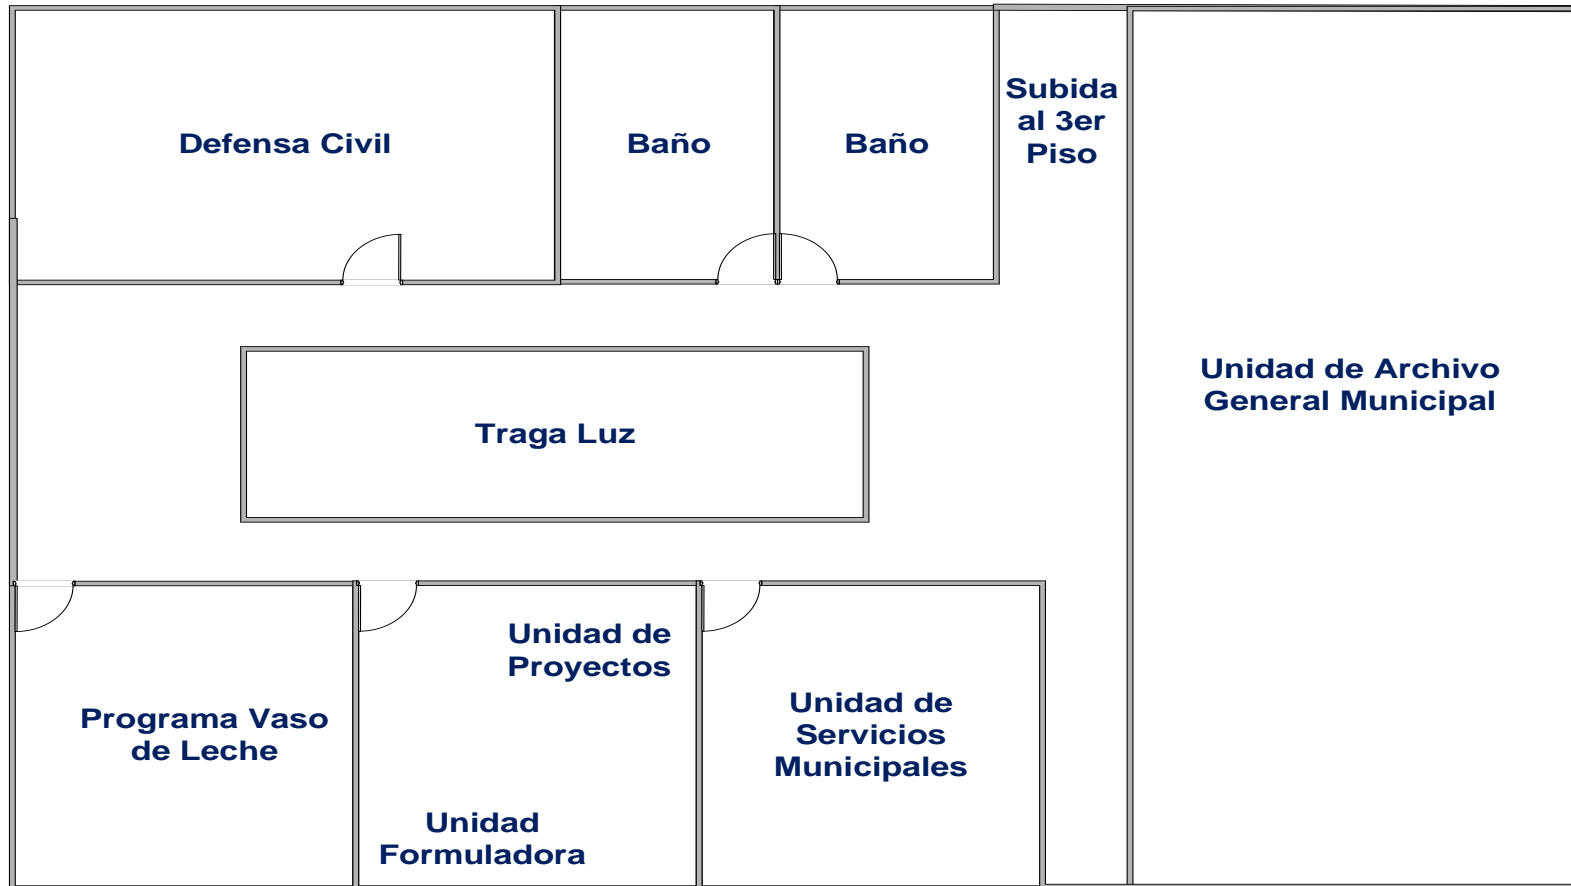 Defensa Civil
Baño
Baño
Subida
al 3er
Piso
Unidad de Archivo
General Municipal
Traga Luz
Unidad de
Proyectos
Programa Vaso
de Leche
Unidad de
Servicios
Municipales
Unidad
Formuladora